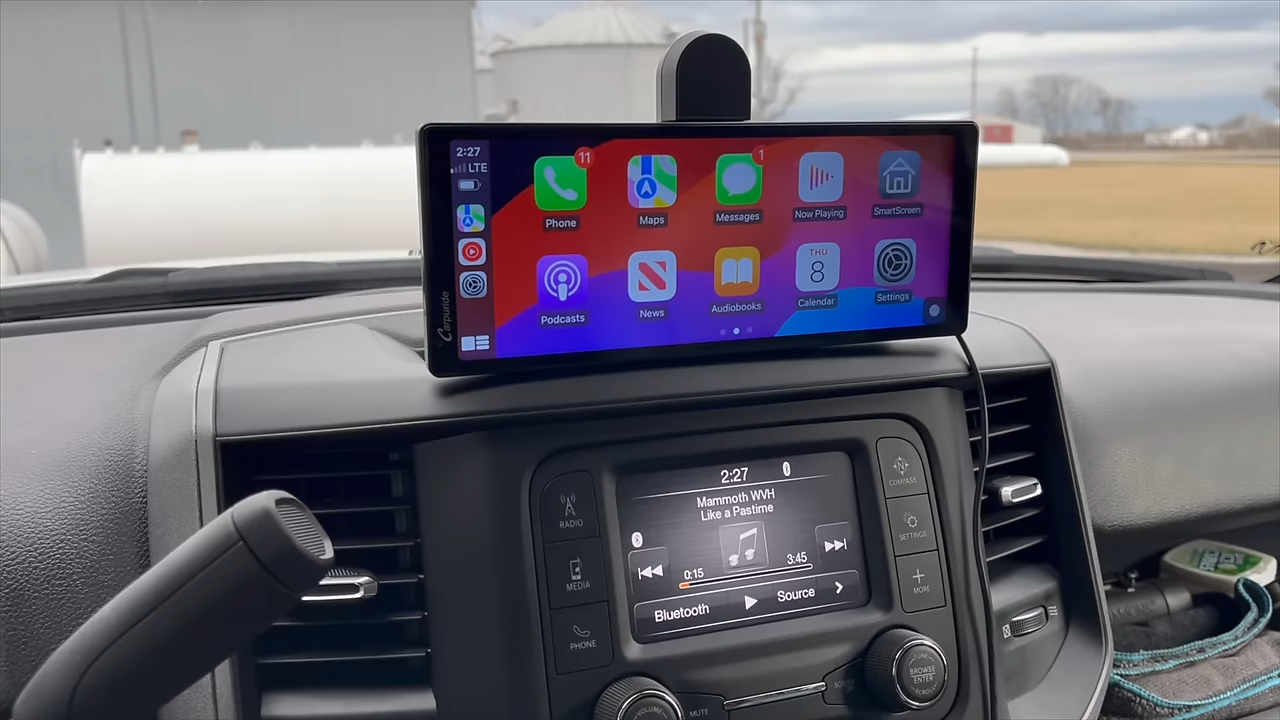 2:27
LTE
11
1
Phone
Maps
Messages
Now Playing
SmartScreen
THU
8
Podcasts
News
Audiobooks
Calendar
Settings
Carpuride
RADIO
MEDIA
PHONE
2:27
Mammoth WVH
Like a Pastime
0:15
3:45
Bluetooth
Source
N
COMPASS
SETTINGS
MORE
VOLUME
MUTE
TUNE
BROWSE
ENTER
SCROLL